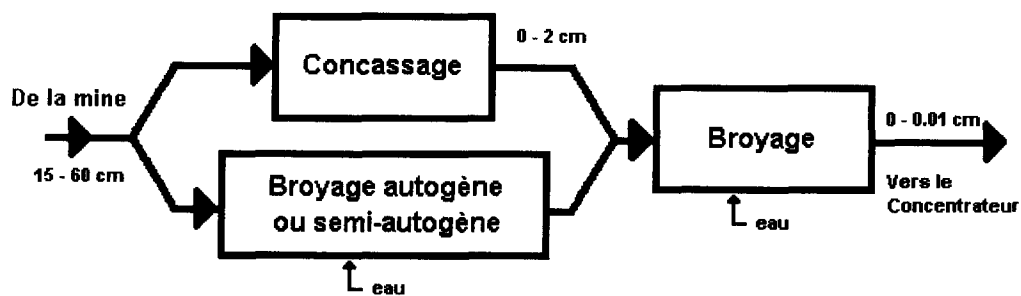 De la mine
15 - 60 cm
Concassage
0 - 2 cm
Broyage autogène
ou semi-autogène
eau
Broyage
eau
0 - 0.01 cm
Vers le
Concentrateur